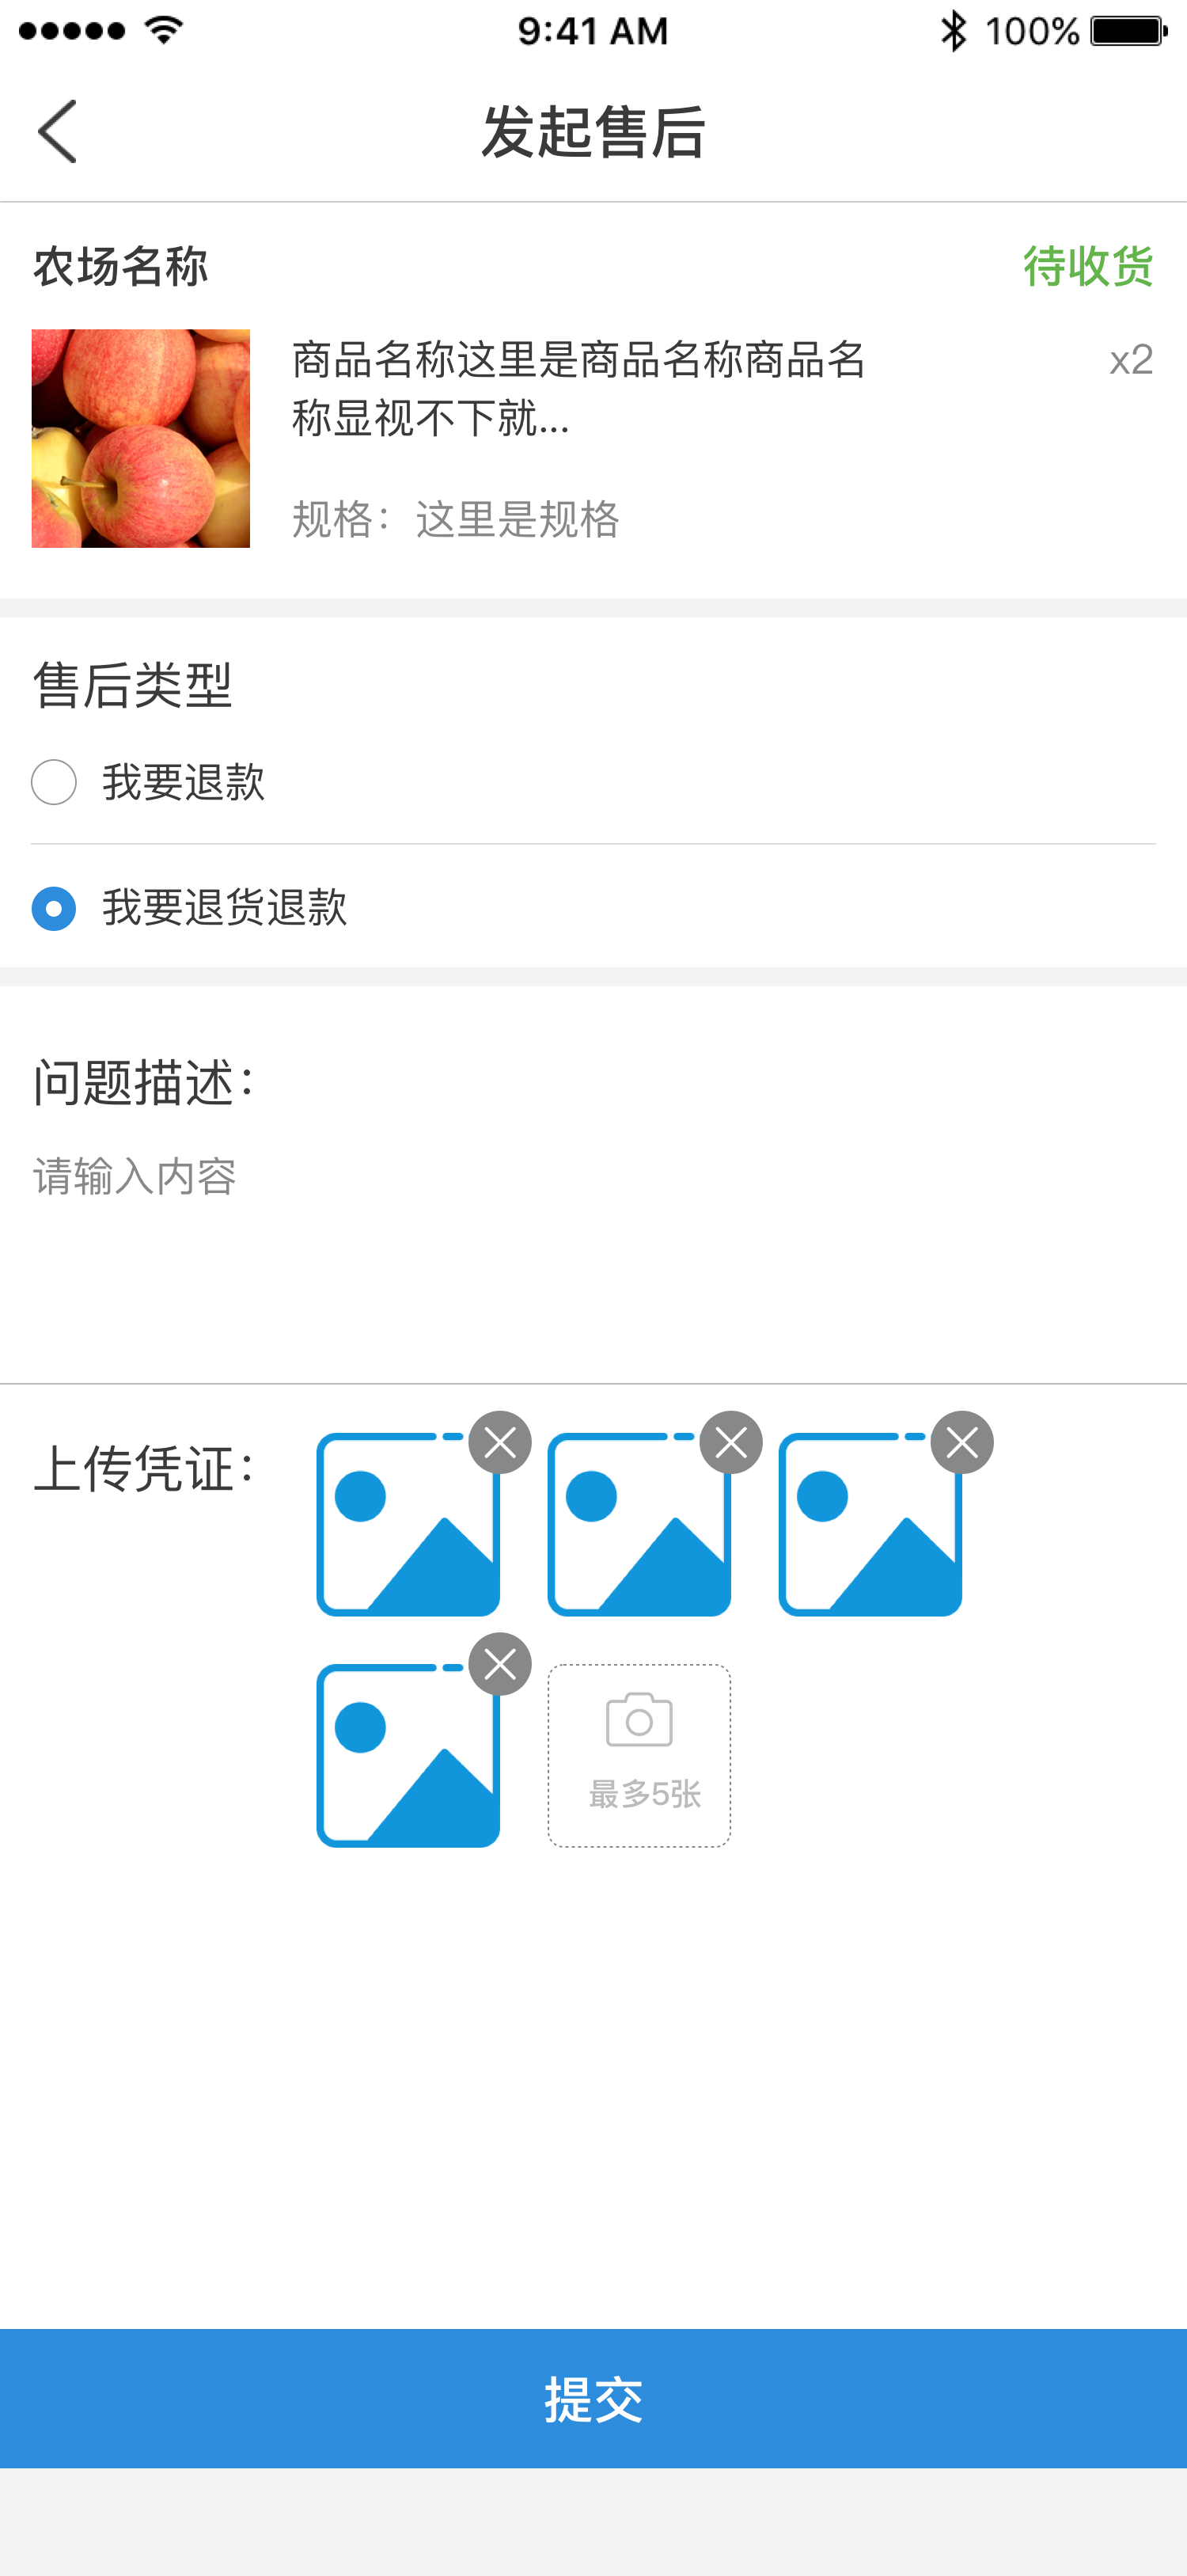 9:41 AM
100%
发起售后
农场名称
待收货
商品名称这里是商品名称商品名
x2
称显视不下就...
规格：这里是规格
售后类型
我要退款
我要退货退款
问题描述：
请输入内容
上传凭证：
最多5张
提交